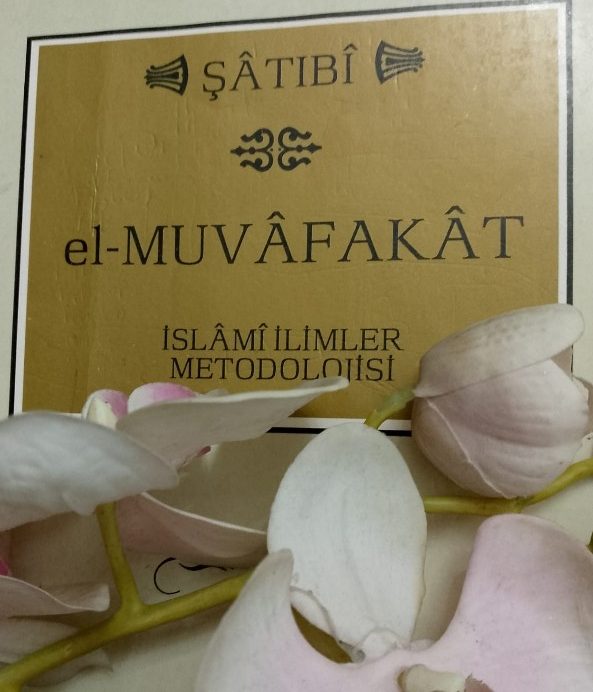 ŞÂTIBÎ
el-MUVÂFAKÂT
İSLÂMÎ İLİMLER
METODOLOJİSİ